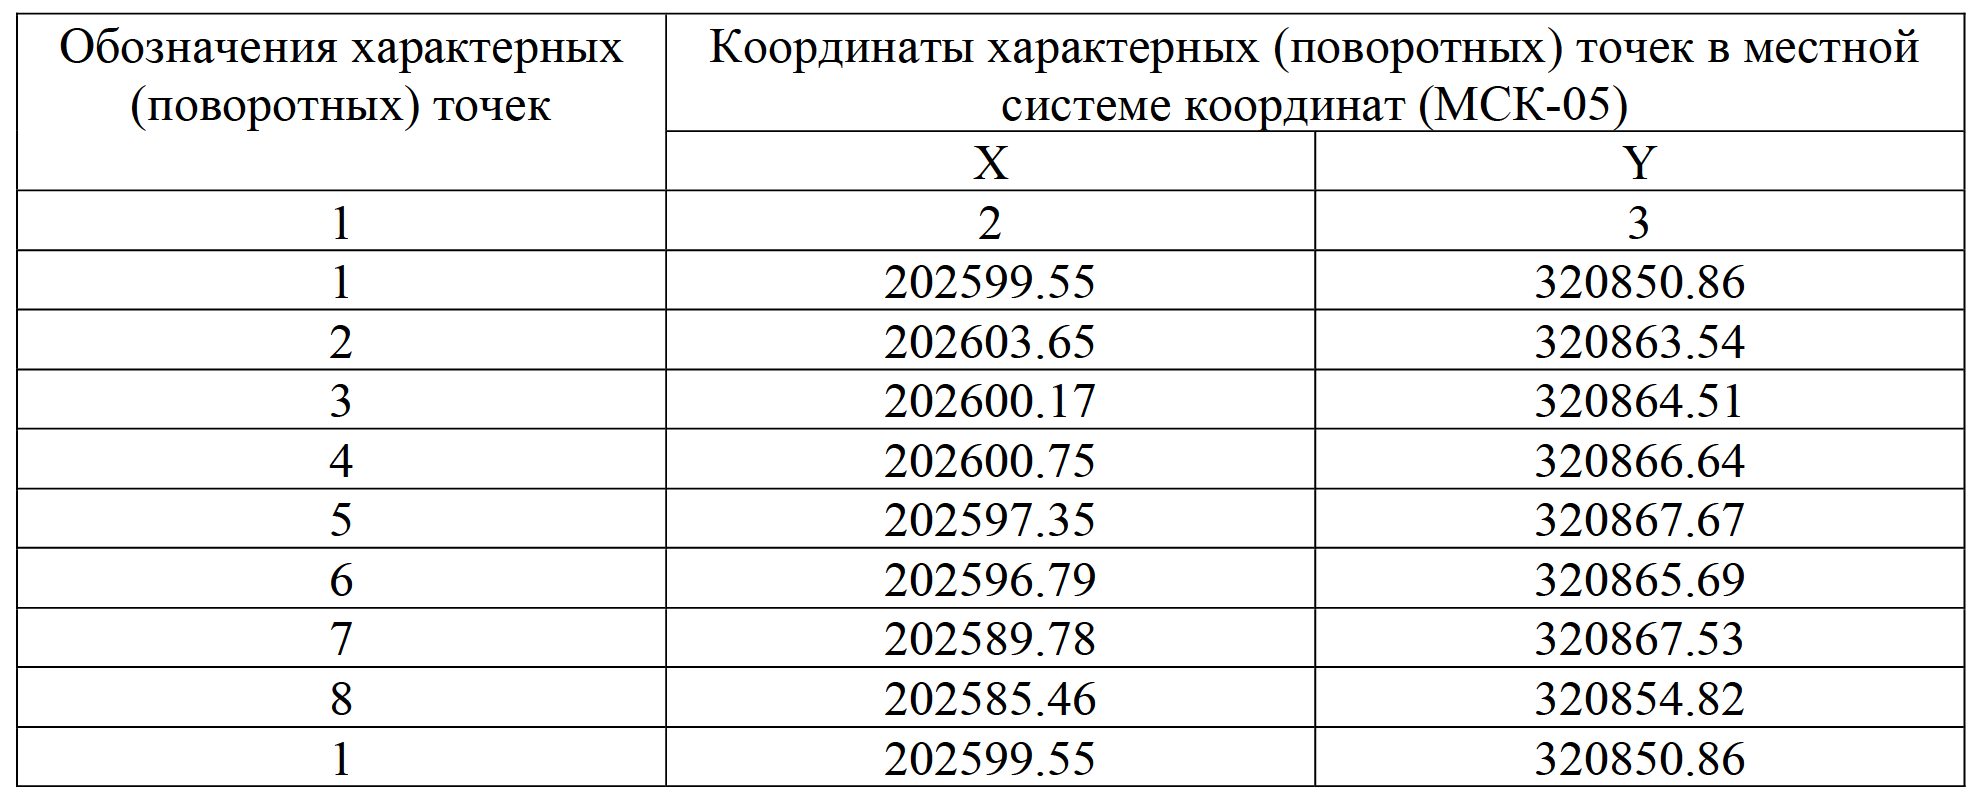 Обозначения характерных
(поворотных) точек
Координаты характерных (поворотных) точек в местной
системе координат (МСК-05)
X Y
1 2 3
1 202599.55 320850.86
2 202603.65 320863.54
3 202600.17 320864.51
4 202600.75 320866.64
5 202597.35 320867.67
6 202596.79 320865.69
7 202589.78 320867.53
8 202585.46 320854.82
1 202599.55 320850.86